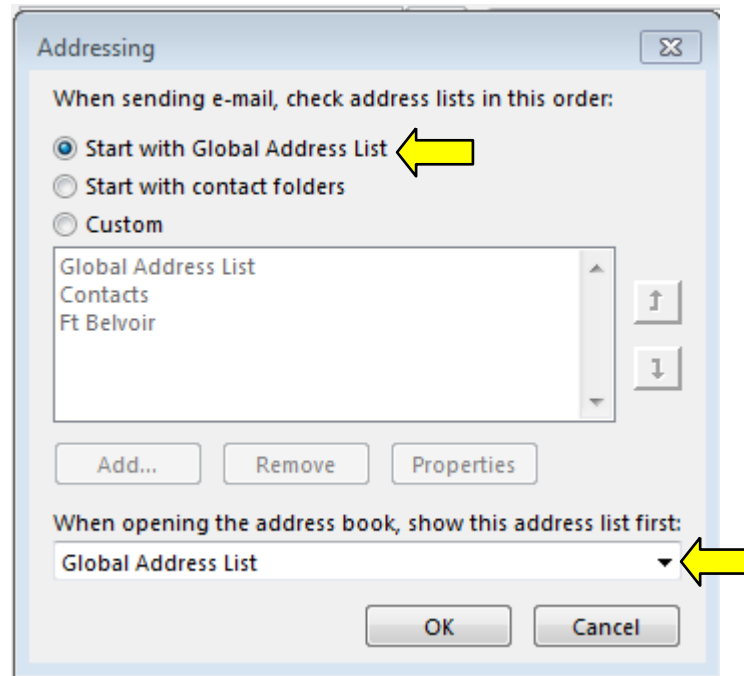 Addressing
When sending e-mail, check address lists in this order:
Start with Global Address List
Start with contact folders
Custom
Global Address List
Contacts
Ft Belvoir
Add... Remove Properties
When opening the address book, show this address list first:
Global Address List
OK Cancel